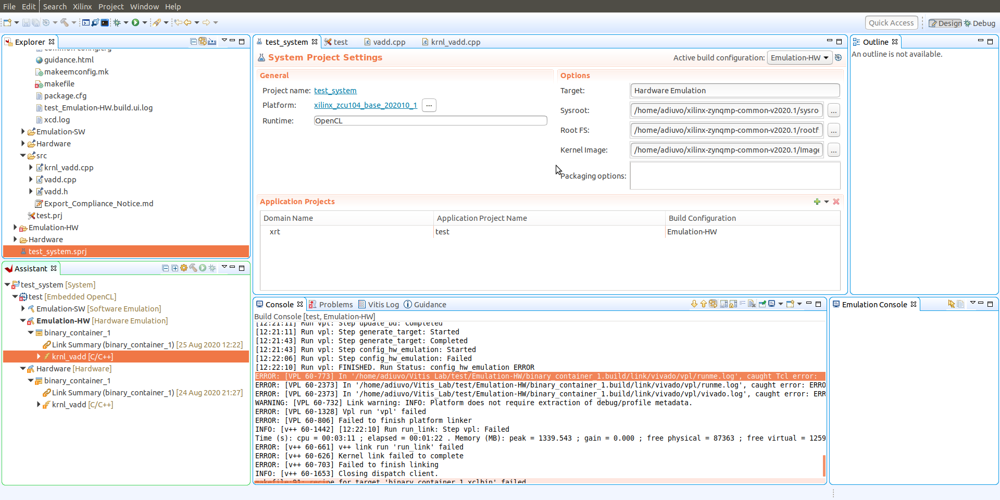 File Edit Search Xilinx Project Window Help
Quick Access
Design
Debug
Explorer
guidance.html
makeemconfig.mk
makefile
package.cfg
test_Emulation-HW.build.ui.log
xcd.log
Emulation-SW
Hardware
src
krnl_vadd.cpp
vadd.cpp
vadd.h
Export_Compliance_Notice.md
test.prj
Emulation-HW
Hardware
test_system.sprj
Assistant
test_system [System]
test [Embedded OpenCL]
Emulation-SW [Software Emulation]
Emulation-HW [Hardware Emulation]
binary_container_1
Link Summary (binary_container_1) [25 Aug 2020 12:22]
krnl_vadd [C/C++]
Hardware [Hardware]
binary_container_1
Link Summary (binary_container_1) [24 Aug 2020 21:27]
krnl_vadd [C/C++]
test_system test vadd.cpp krnl_vadd.cpp
System Project Settings
Active build configuration: Emulation-HW
General
Project name: test_system
Platform: xilinx_zcu104_base_202010_1 ...
Runtime: OpenCL
Options
Target: Hardware Emulation
Sysroot: /home/adiuvo/xilinx-zynqmp-common-v2020.1/sysro ...
Root FS: /home/adiuvo/xilinx-zynqmp-common-v2020.1/rootf ...
Kernel Image: /home/adiuvo/xilinx-zynqmp-common-v2020.1/Image ...
Packaging options:
Application Projects
Domain Name Application Project Name Build Configuration
xrt test Emulation-HW
Outline
An outline is not available.
Console Problems Vitis Log Guidance
Build Console [test, Emulation-HW]
[12:21:11] Run vpl: Step update_bd: Completed
[12:21:11] Run vpl: Step generate_target: Started
[12:21:43] Run vpl: Step generate_target: Completed
[12:21:43] Run vpl: Step config_hw_emulation: Started
[12:22:06] Run vpl: Step config_hw_emulation: Failed
[12:22:10] Run vpl: FINISHED. Run Status: config_hw_emulation ERROR
ERROR: [VPL 60-773] In '/home/adiuvo/Vitis_Lab/test/Emulation-HW/binary_container_1.build/link/vivado/vpl/runme.log', caught Tcl error:
ERROR: [VPL 60-2373] In '/home/adiuvo/Vitis_Lab/test/Emulation-HW/binary_container_1.build/link/vivado/vpl/runme.log', caught error: ERRO
ERROR: [VPL 60-2373] In '/home/adiuvo/Vitis_Lab/test/Emulation-HW/binary_container_1.build/link/vivado/vpl/vivado.log', caught error: ERR
WARNING: [VPL 60-732] Link warning: INFO: Platform does not require extraction of debug/profile metadata.
ERROR: [VPL 60-1328] Vpl run 'vpl' failed
ERROR: [VPL 60-806] Failed to finish platform linker
INFO: [v++ 60-1442] [12:22:10] Run run_link: Step vpl: Failed
Time (s): cpu = 00:03:11 ; elapsed = 00:01:22 . Memory (MB): peak = 1339.543 ; gain = 0.000 ; free physical = 87363 ; free virtual = 1259
ERROR: [v++ 60-661] v++ link run 'run_link' failed
ERROR: [v++ 60-626] Kernel link failed to complete
ERROR: [v++ 60-703] Failed to finish linking
INFO: [v++ 60-1653] Closing dispatch client.
makefile:91: recipe for target 'binary_container_1.xclbin' failed
Emulation Console